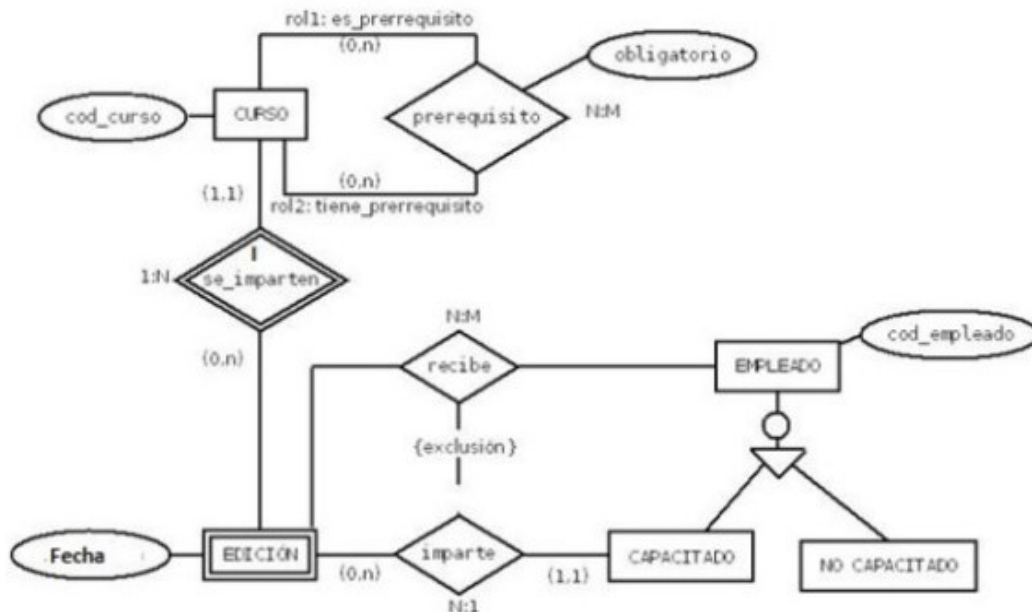 rol1: es_prerrequisito
(0,n)
obligatorio
cod_curso
CURSO
prerequisito
N:M
(0,n)
rol2: tiene_prerrequisito
(1,1)
I
1:N
se_imparten
(0,n)
N:M
recibe
cod_empleado
EMPLEADO
{exclusión}
Fecha
EDICIÓN
(0,n)
imparte
N:1
(1,1)
CAPACITADO
NO CAPACITADO